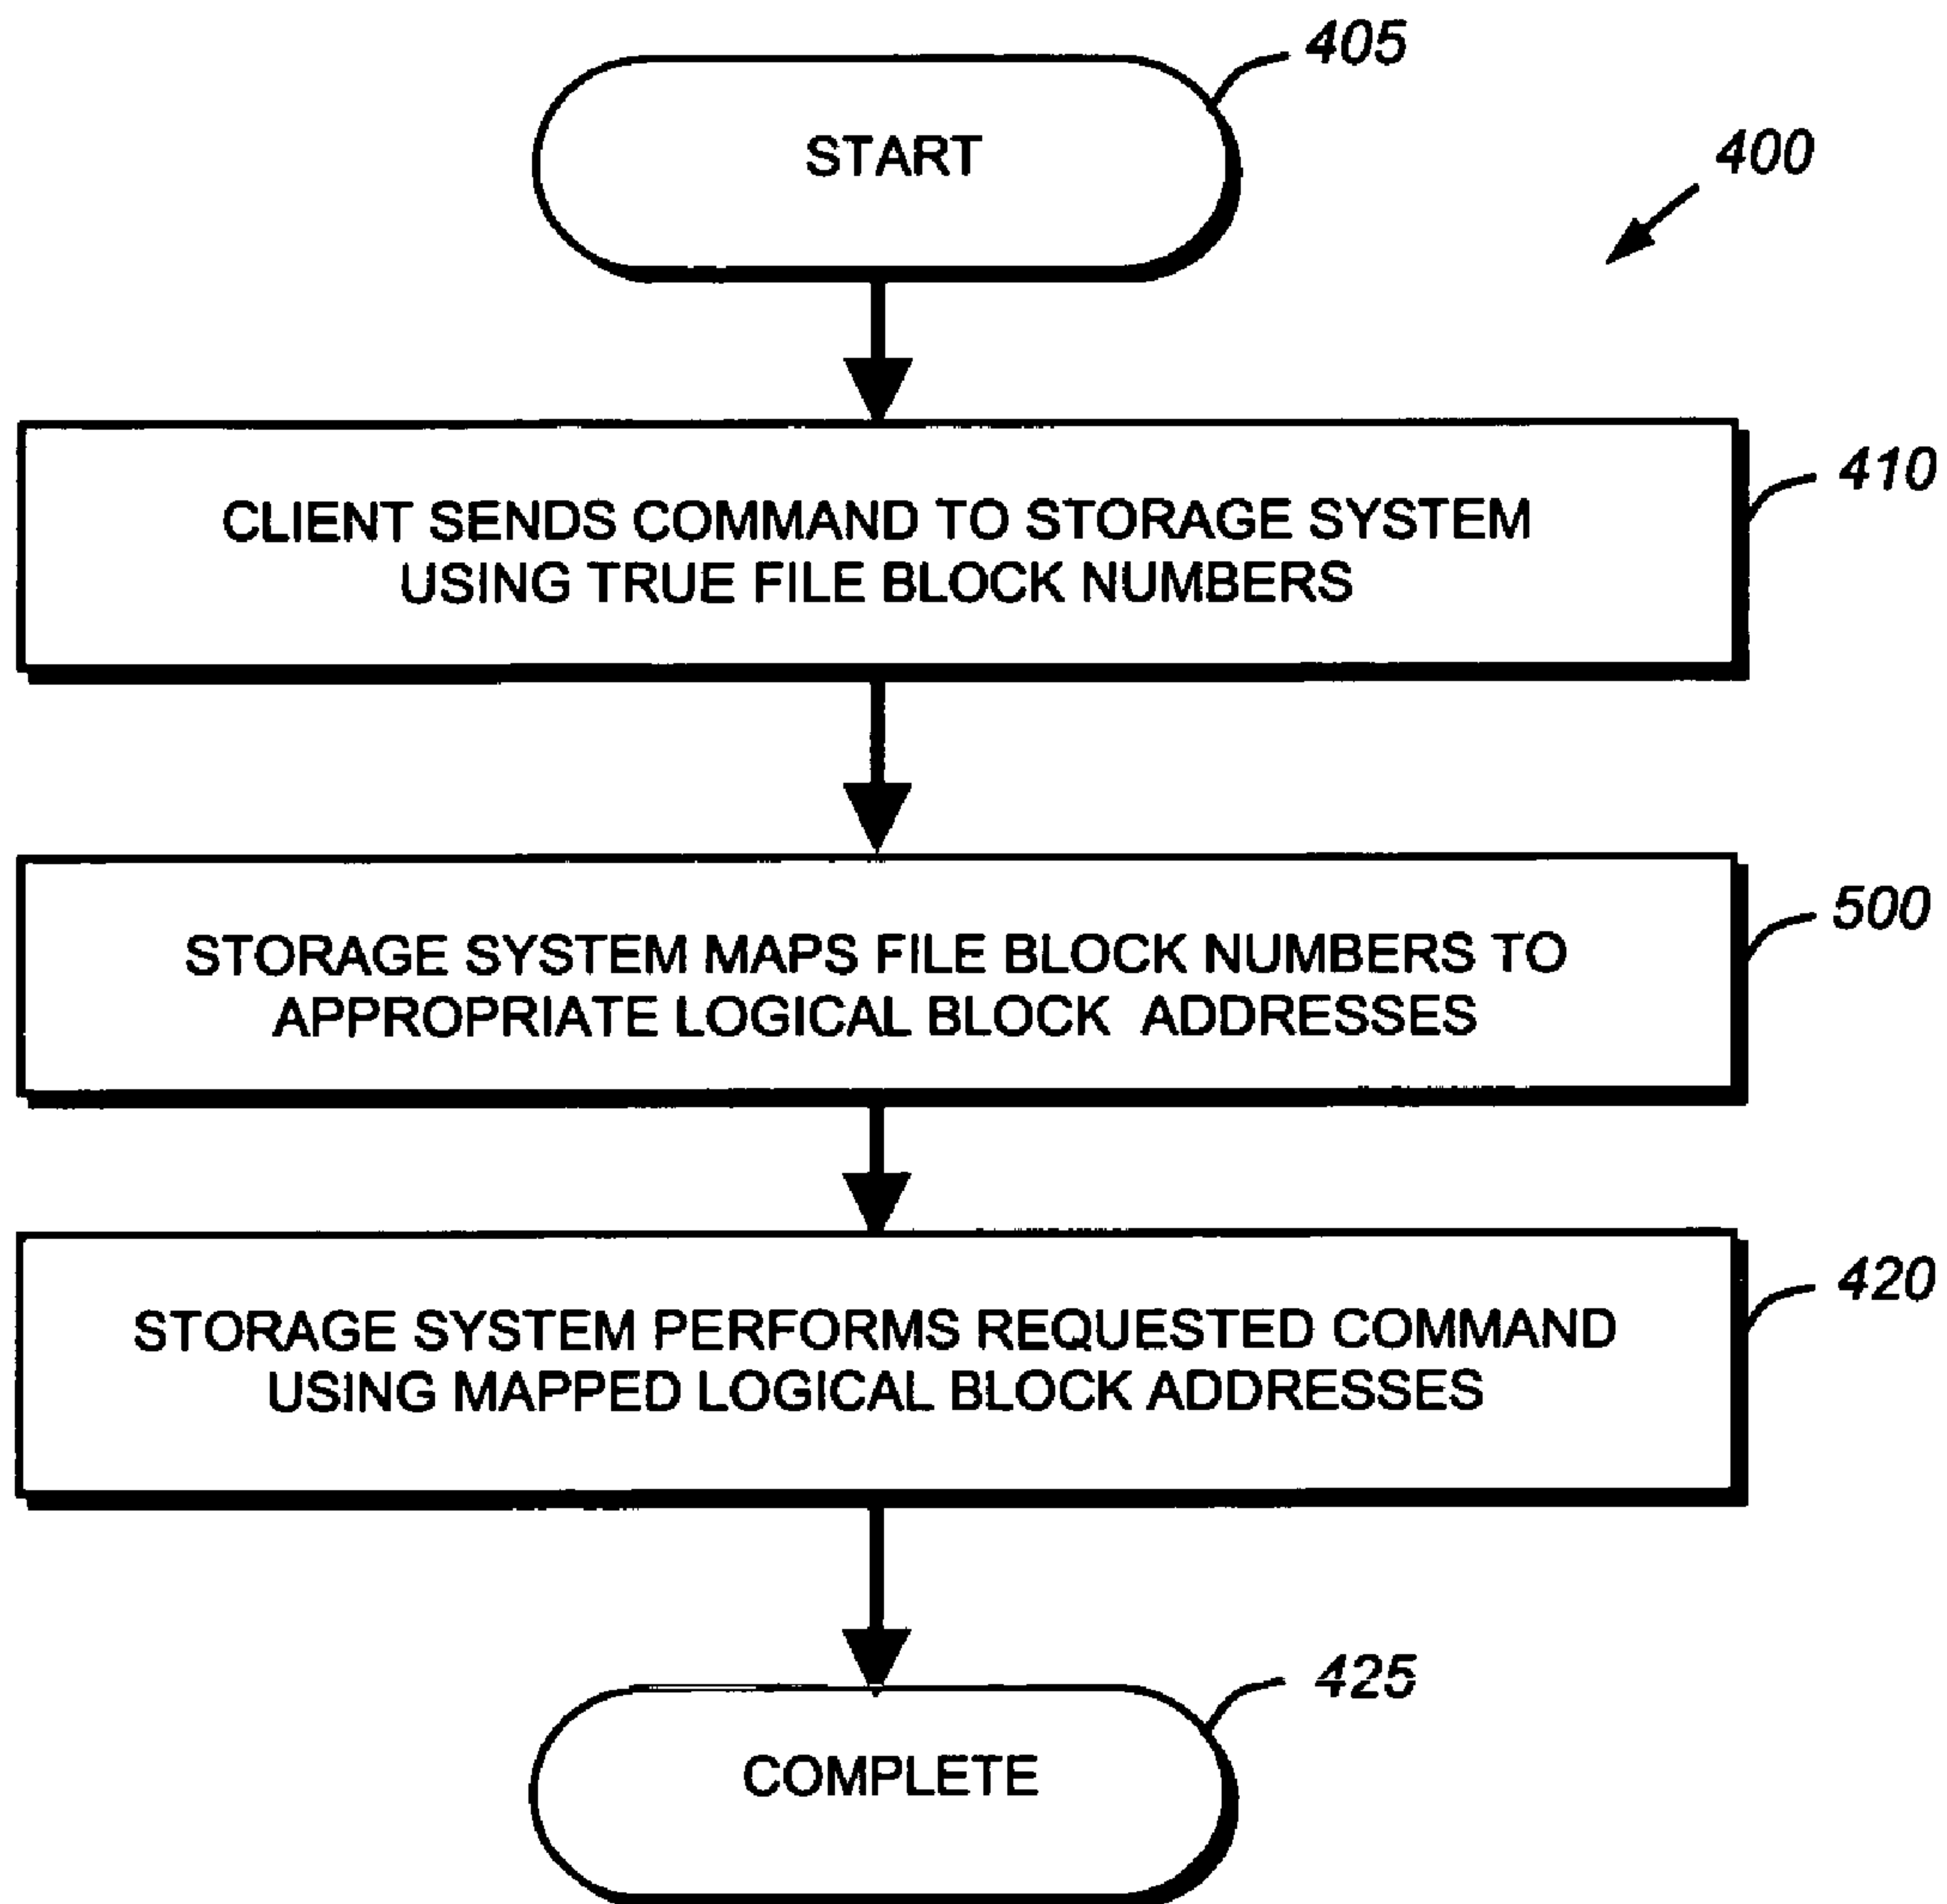 405
START
400
CLIENT SENDS COMMAND TO STORAGE SYSTEM
USING TRUE FILE BLOCK NUMBERS
410
500
STORAGE SYSTEM MAPS FILE BLOCK NUMBERS TO
APPROPRIATE LOGICAL BLOCK ADDRESSES
420
STORAGE SYSTEM PERFORMS REQUESTED COMMAND
USING MAPPED LOGICAL BLOCK ADDRESSES
425
COMPLETE